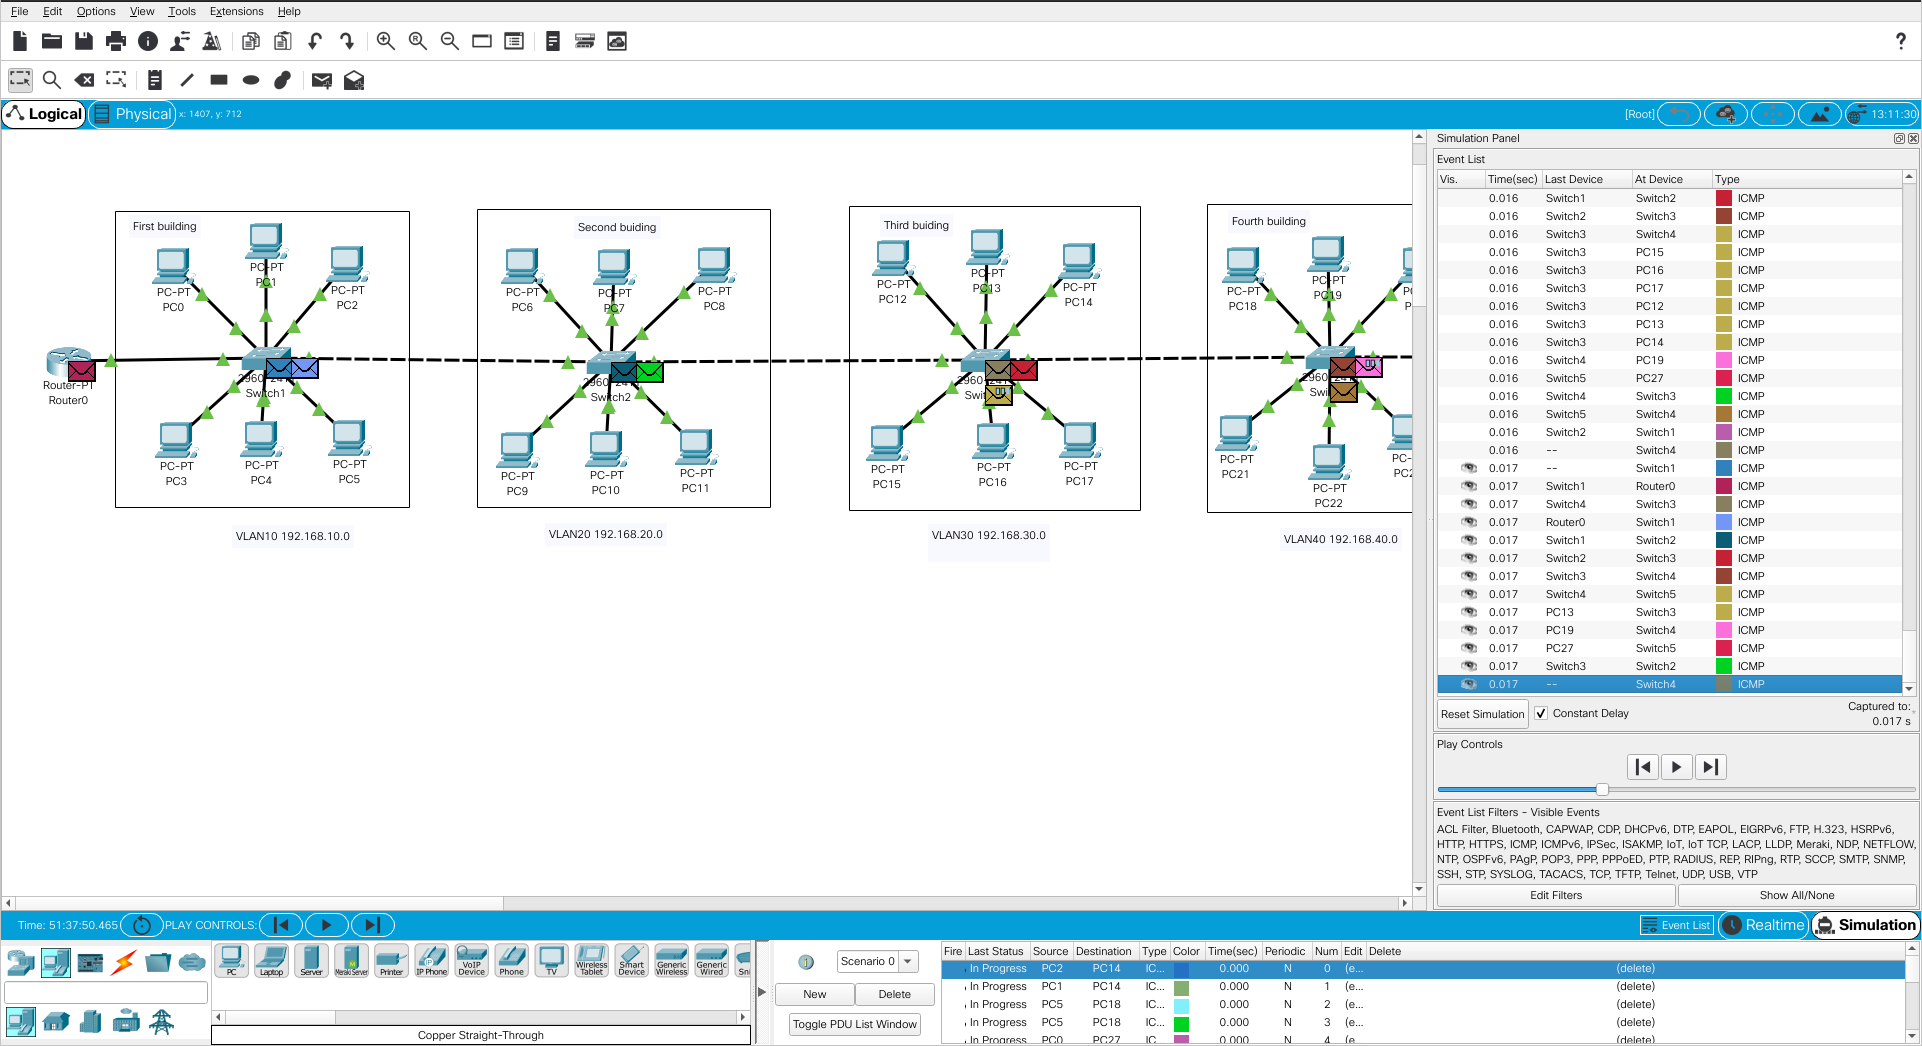 File Edit Options View Tools Extensions Help
?
Logical Physical x: 1407, y: 712 [Root] 13:11:30
First building
PC-PT
PC0
PC-PT
PC1
PC-PT
PC2
Router-PT
Router0
Switch1
PC-PT
PC3
PC-PT
PC4
PC-PT
PC5
VLAN10 192.168.10.0
Second buiding
PC-PT
PC6
PC-PT
PC7
PC-PT
PC8
Switch2
PC-PT
PC9
PC-PT
PC10
PC-PT
PC11
VLAN20 192.168.20.0
Third buiding
PC-PT
PC12
PC-PT
PC13
PC-PT
PC14
PC-PT
PC15
PC-PT
PC16
PC-PT
PC17
VLAN30 192.168.30.0
Fourth building
PC-PT
PC18
PC-PT
PC19
PC-PT
PC21
PC-PT
PC22
VLAN40 192.168.40.0
Simulation Panel
Event List
Vis. Time(sec) Last Device At Device Type
0.016 Switch1 Switch2 ICMP
0.016 Switch2 Switch3 ICMP
0.016 Switch3 Switch4 ICMP
0.016 Switch3 PC15 ICMP
0.016 Switch3 PC16 ICMP
0.016 Switch3 PC17 ICMP
0.016 Switch3 PC12 ICMP
0.016 Switch3 PC13 ICMP
0.016 Switch3 PC14 ICMP
0.016 Switch4 PC19 ICMP
0.016 Switch5 PC27 ICMP
0.016 Switch4 Switch3 ICMP
0.016 Switch5 Switch4 ICMP
0.016 Switch2 Switch1 ICMP
0.016 -- Switch4 ICMP
0.017 -- Switch1 ICMP
0.017 Switch1 Router0 ICMP
0.017 Switch4 Switch3 ICMP
0.017 Router0 Switch1 ICMP
0.017 Switch1 Switch2 ICMP
0.017 Switch2 Switch3 ICMP
0.017 Switch3 Switch4 ICMP
0.017 Switch4 Switch5 ICMP
0.017 PC13 Switch3 ICMP
0.017 PC19 Switch4 ICMP
0.017 PC27 Switch5 ICMP
0.017 Switch3 Switch2 ICMP
0.017 -- Switch4 ICMP
Reset Simulation Constant Delay Captured to:
0.017 s
Play Controls
Event List Filters - Visible Events
ACL Filter, Bluetooth, CAPWAP, CDP, DHCPv6, DTP, EAPOL, EIGRPv6, FTP, H.323, HSRPv6,
HTTP, HTTPS, ICMP, ICMPv6, IPSec, ISAKMP, IoT, IoT TCP, LACP, LLDP, Meraki, NDP, NETFLOW,
NTP, OSPFv6, PAgP, POP3, PPP, PPPoED, PTP, RADIUS, REP, RIPng, RTP, SCCP, SMTP, SNMP,
SSH, STP, SYSLOG, TACACS, TCP, TFTP, Telnet, UDP, USB, VTP
Edit Filters Show All/None
Time: 51:37:50.465 PLAY CONTROLS: Event List Realtime Simulation
PC Laptop Server Meraki Server Printer IP Phone VoIP Device Phone TV Wireless Tablet Smart Device Generic Wireless Generic Wired
Copper Straight-Through
Scenario 0
New Delete
Toggle PDU List Window
Fire Last Status Source Destination Type Color Time(sec) Periodic Num Edit Delete
In Progress PC2 PC14 IC... 0.000 N 0 (e... (delete)
In Progress PC1 PC14 IC... 0.000 N 1 (e... (delete)
In Progress PC5 PC18 IC... 0.000 N 2 (e... (delete)
In Progress PC5 PC18 IC... 0.000 N 3 (e... (delete)
In Progress PC0 PC27 IC 0.000 N 4 (e (delete)